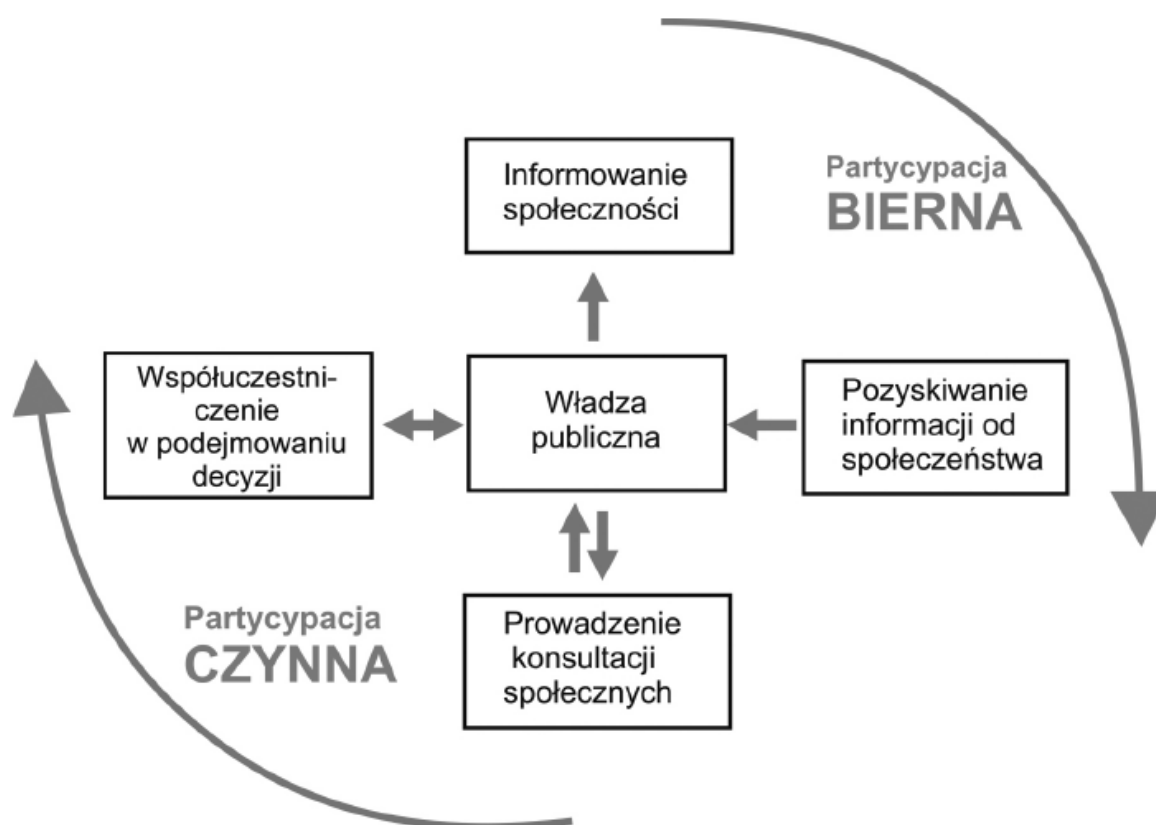 Informowanie
społeczności
Partycypacja
BIERNA
Współuczestni-
czenie
w podejmowaniu
decyzji
Władza
publiczna
Pozyskiwanie
informacji od
społeczeństwa
Partycypacja
CZYNNA
Prowadzenie
konsultacji
społecznych